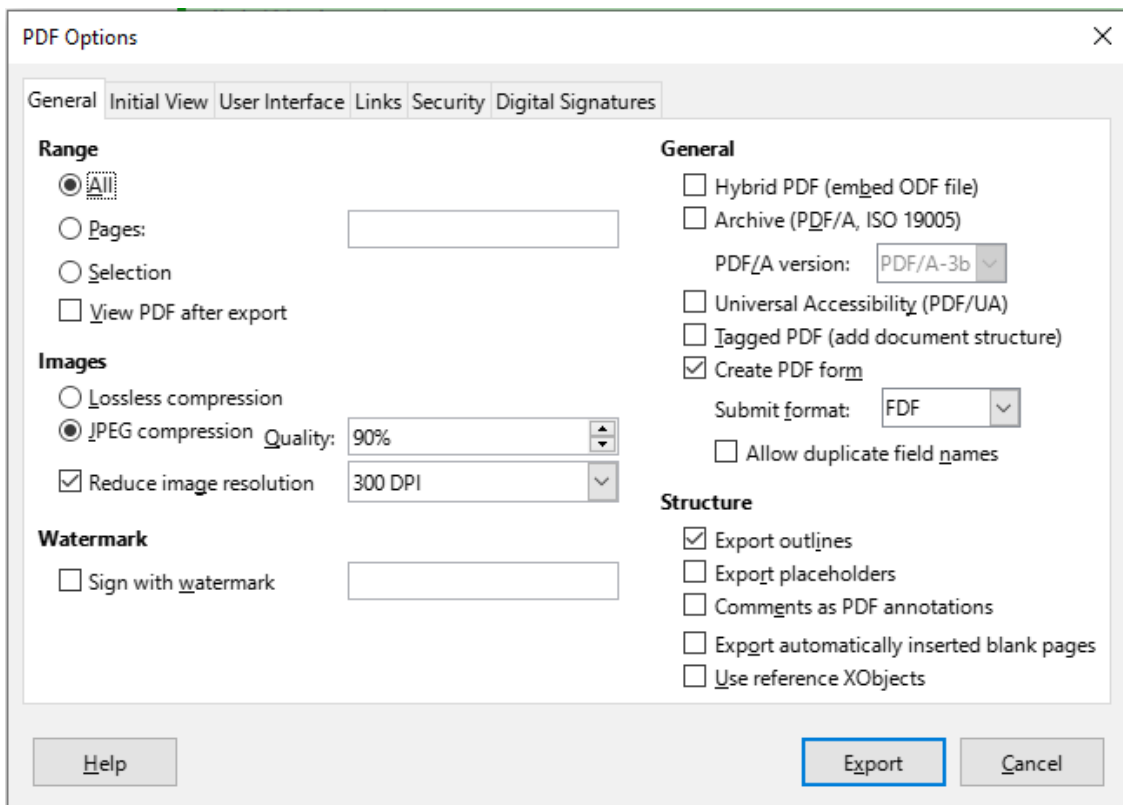 PDF Options
General Initial View User Interface Links Security Digital Signatures
Range
All
Pages:
Selection
View PDF after export
Images
Lossless compression
JPEG compression Quality: 90%
Reduce image resolution 300 DPI
Watermark
Sign with watermark
General
Hybrid PDF (embed ODF file)
Archive (PDF/A, ISO 19005)
PDF/A version: PDF/A-3b
Universal Accessibility (PDF/UA)
Tagged PDF (add document structure)
Create PDF form
Submit format: FDF
Allow duplicate field names
Structure
Export outlines
Export placeholders
Comments as PDF annotations
Export automatically inserted blank pages
Use reference XObjects
Help Export Cancel